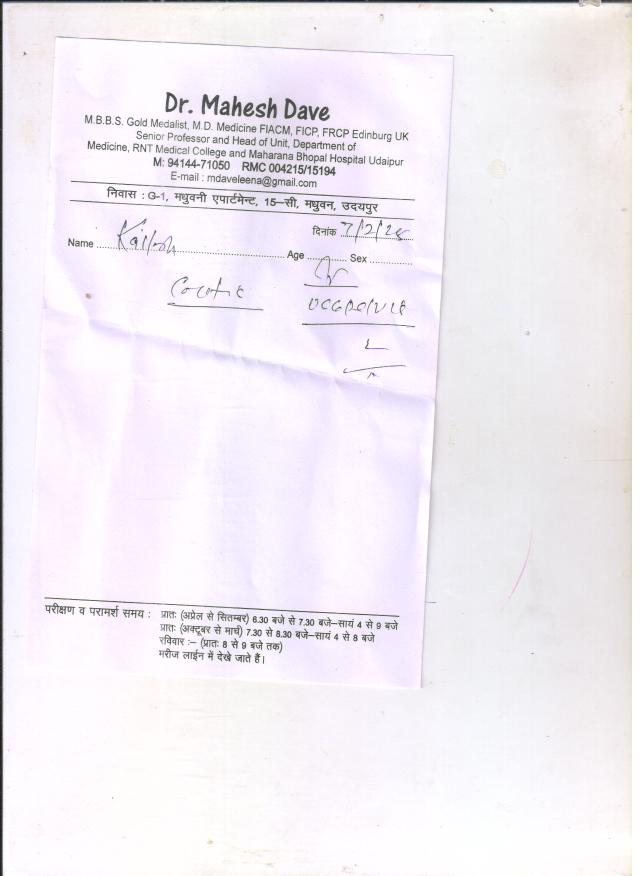 Dr. Mahesh Dave
M.B.B.S. Gold Medalist, M.D. Medicine FIACM, FICP, FRCP Edinburg UK
Senior Professor and Head of Unit, Department of
Medicine, RNT Medical College and Maharana Bhopal Hospital Udaipur
M: 94144-71050 RMC 004215/15194
E-mail : mdaveleena@gmail.com
निवास : G-1, मधुवनी एपार्टमेन्ट, 15–सी, मधुवन, उदयपुर
दिनांक
Name Kailash Age Sex
परीक्षण व परामर्श समय : प्रातः (अप्रेल से सितम्बर) 6.30 बजे से 7.30 बजे–सायं 4 से 9 बजे
प्रातः (अक्टूबर से मार्च) 7.30 से 8.30 बजे–सायं 4 से 8 बजे
रविवार :– (प्रातः 8 से 9 बजे तक)
मरीज लाईन में देखे जाते हैं।